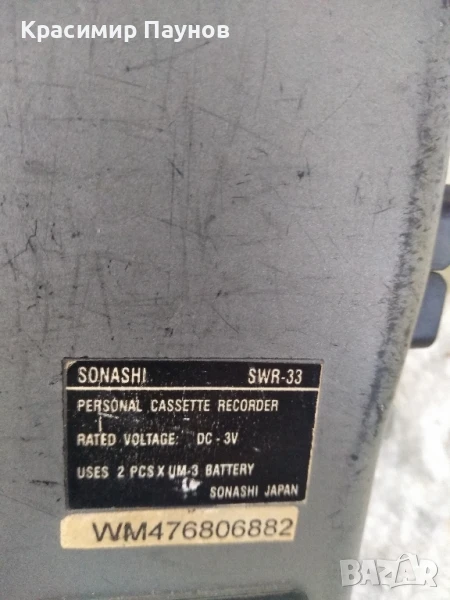 Красимир Паунов
SONASHI SWR-33
PERSONAL CASSETTE RECORDER
RATED VOLTAGE: DC - 3V
USES 2 PCS X UM-3 BATTERY
SONASHI JAPAN
WM476806882
BAZAR